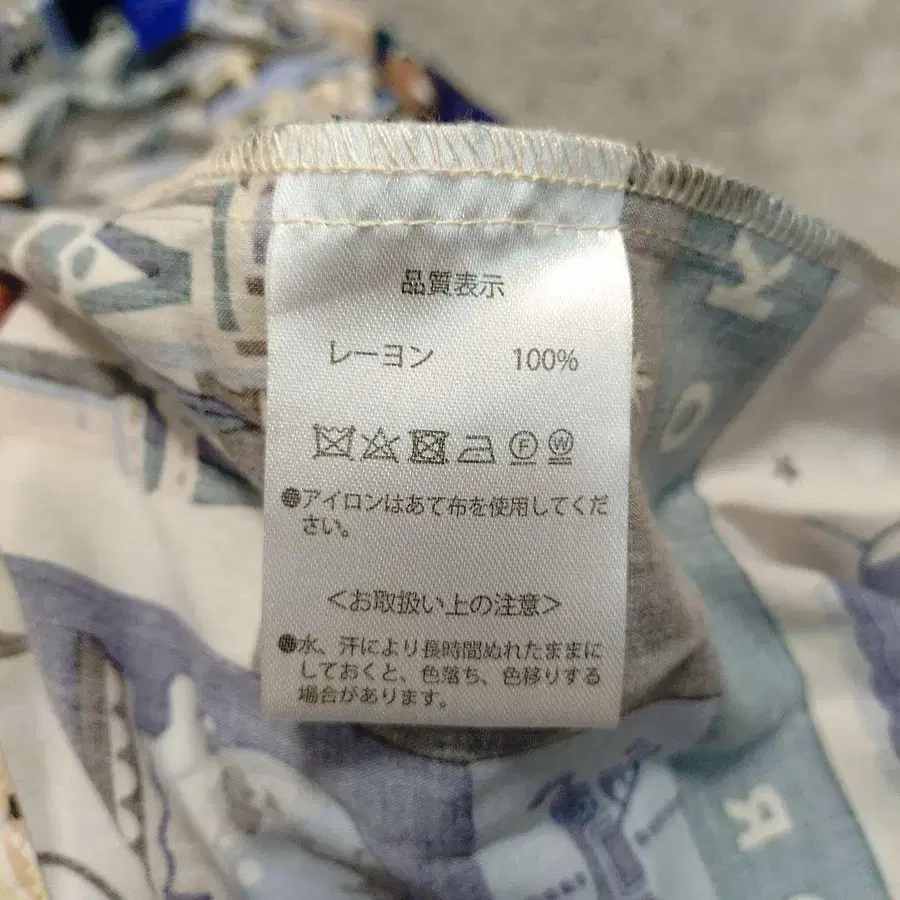 品質表示
レーヨン 100%
F W
●アイロンはあて布を使用してくだ
さい。
<お取扱い上の注意>
●水、汗により長時間ぬれたままに
しておくと、色落ち、色移りする
場合があります。
K
O
R